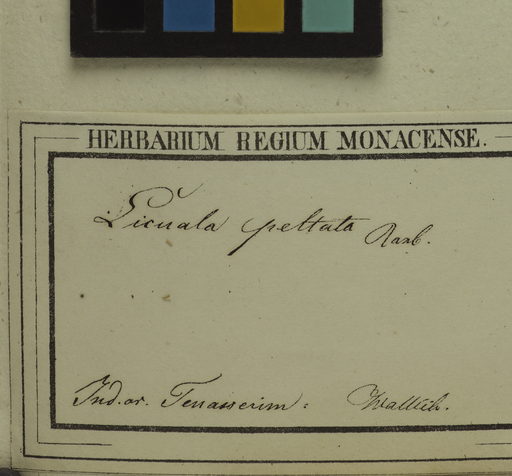 HERBARIUM REGIUM MONACENSE.
Licuala peltata Roxb.
Ind. or. Tenasserim: Wallich.